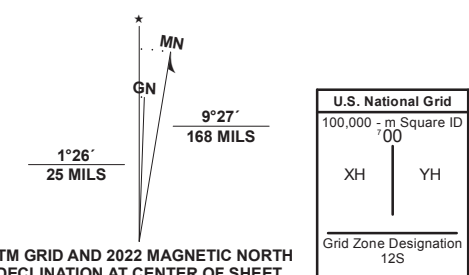 ★
MN
GN
9°27´
168 MILS
1°26´
25 MILS
TM GRID AND 2022 MAGNETIC NORTH
DECLINATION AT CENTER OF SHEET
U.S. National Grid
100,000 - m Square ID
⁷00
XH
YH
Grid Zone Designation
12S